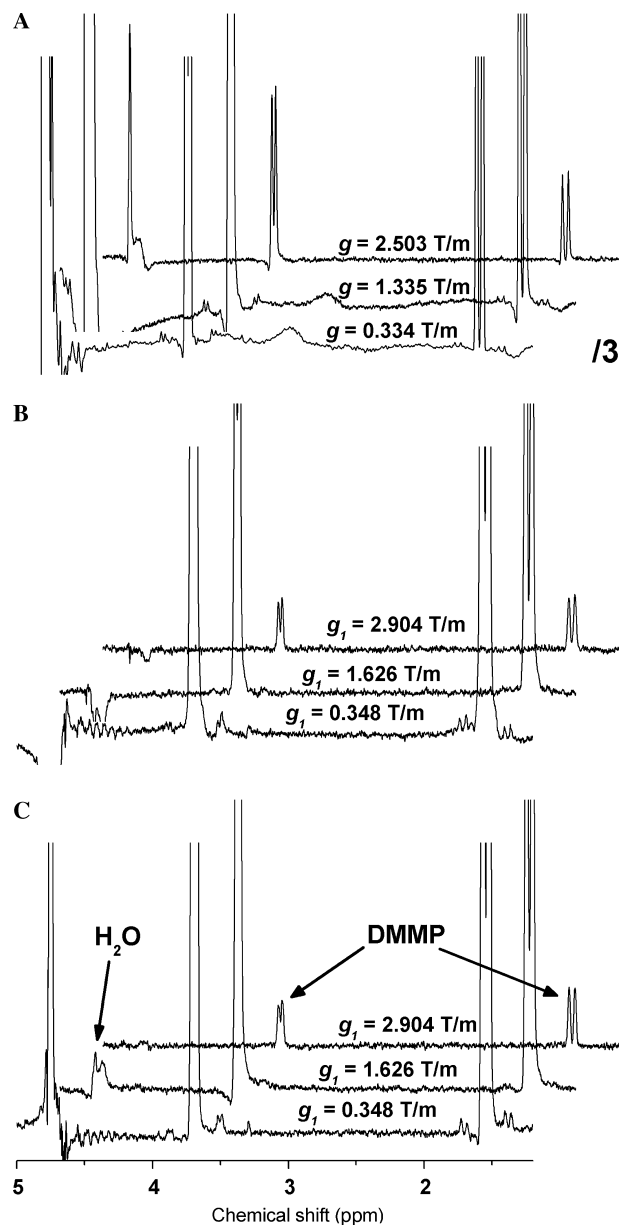 A
g = 2.503 T/m
g = 1.335 T/m
g = 0.334 T/m
/3
B
g₁ = 2.904 T/m
g₁ = 1.626 T/m
g₁ = 0.348 T/m
C
H₂O
DMMP
g₁ = 2.904 T/m
g₁ = 1.626 T/m
g₁ = 0.348 T/m
5 4 3 2
Chemical shift (ppm)